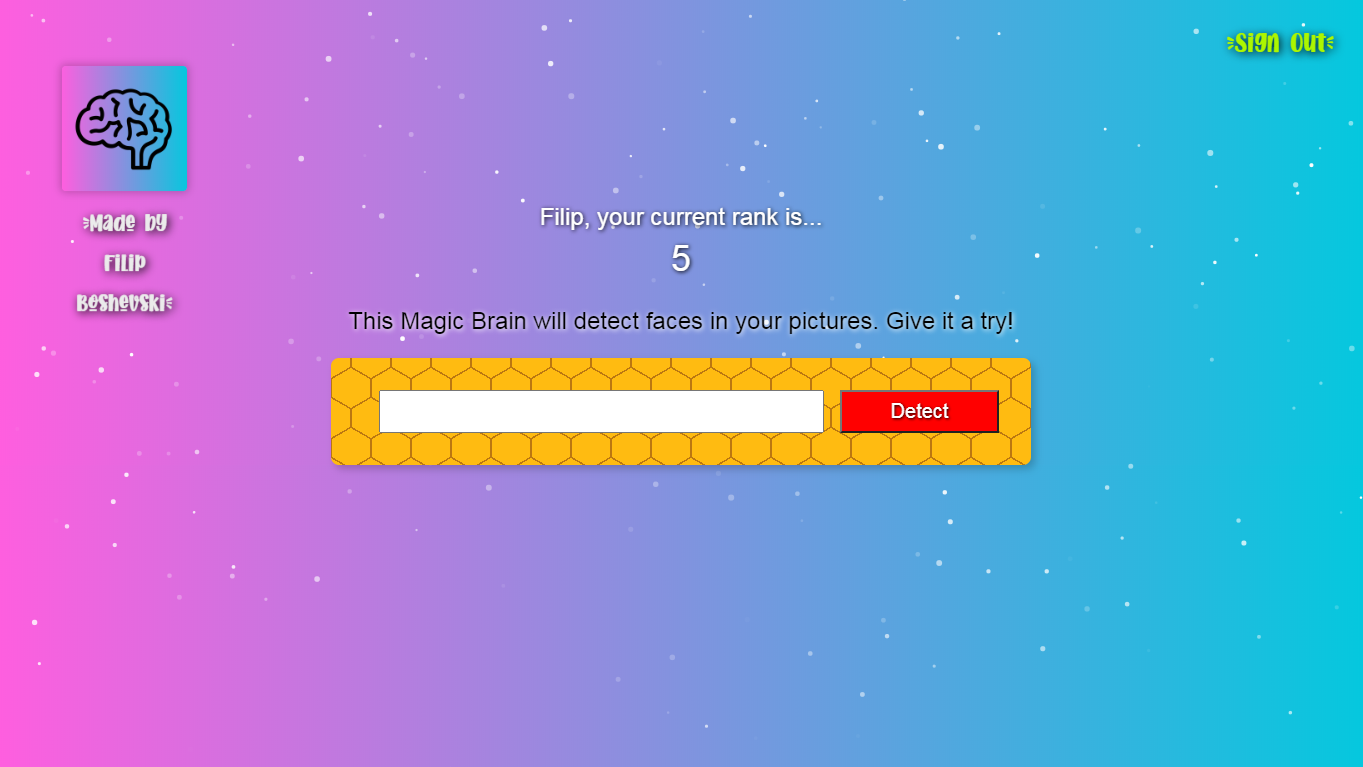 Sign Out
Made by
Filip
Boshevski
Filip, your current rank is...
5
This Magic Brain will detect faces in your pictures. Give it a try!
Detect